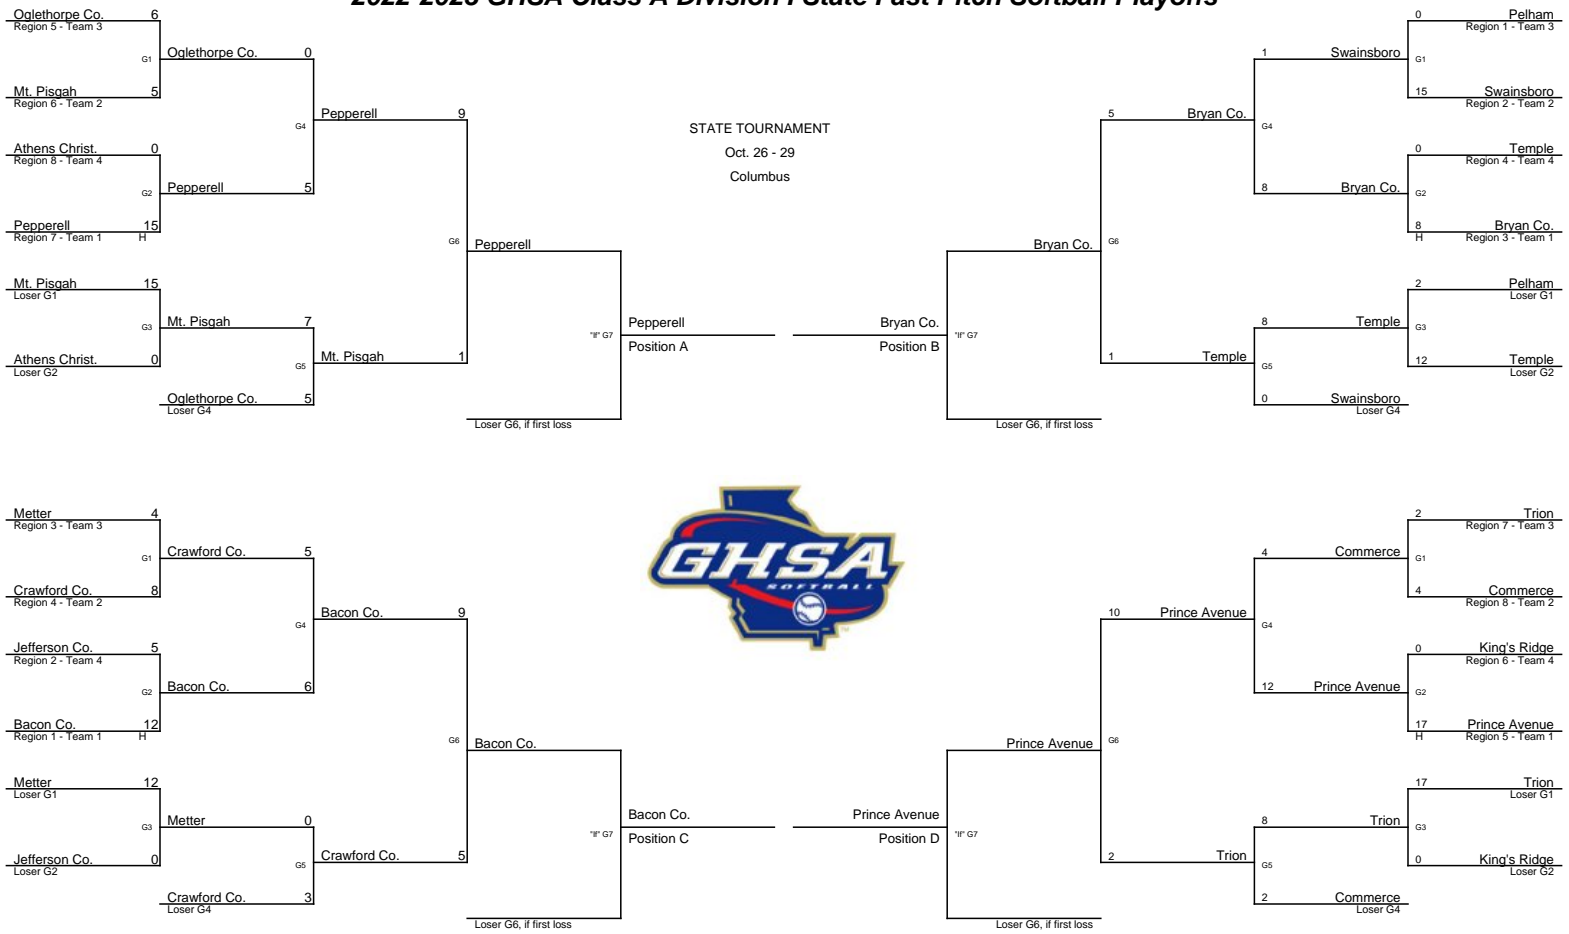 2022-2023 GHSA Class A Division I State Fast Pitch Softball Playoffs
STATE TOURNAMENT
Oct. 26 - 29
Columbus
Oglethorpe Co. 6
Region 5 - Team 3
G1
Oglethorpe Co. 0
Mt. Pisgah 5
Region 6 - Team 2
G4
Pepperell 9
Athens Christ. 0
Region 8 - Team 4
G2
Pepperell 5
Pepperell 15
Region 7 - Team 1 H
G6
Pepperell
Mt. Pisgah 15
Loser G1
G3
Mt. Pisgah 7
Athens Christ. 0
Loser G2
G5
Mt. Pisgah 1
Oglethorpe Co. 5
Loser G4
"If" G7
Pepperell
Position A
Loser G6, if first loss
0 Pelham
Region 1 - Team 3
1 Swainsboro
G1
15 Swainsboro
Region 2 - Team 2
5 Bryan Co.
G4
0 Temple
Region 4 - Team 4
8 Bryan Co.
G2
8 Bryan Co.
H Region 3 - Team 1
Bryan Co.
G6
2 Pelham
Loser G1
8 Temple
G3
12 Temple
Loser G2
1 Temple
G5
0 Swainsboro
Loser G4
Bryan Co.
Position B
"If" G7
Loser G6, if first loss
GHSA
SOFTBALL
TM
Metter 4
Region 3 - Team 3
G1
Crawford Co. 5
Crawford Co. 8
Region 4 - Team 2
G4
Bacon Co. 9
Jefferson Co. 5
Region 2 - Team 4
G2
Bacon Co. 6
Bacon Co. 12
Region 1 - Team 1 H
G6
Bacon Co.
Metter 12
Loser G1
G3
Metter 0
Jefferson Co. 0
Loser G2
G5
Crawford Co. 5
Crawford Co. 3
Loser G4
"If" G7
Bacon Co.
Position C
Loser G6, if first loss
2 Trion
Region 7 - Team 3
4 Commerce
G1
4 Commerce
Region 8 - Team 2
10 Prince Avenue
G4
0 King's Ridge
Region 6 - Team 4
12 Prince Avenue
G2
17 Prince Avenue
H Region 5 - Team 1
Prince Avenue
G6
17 Trion
Loser G1
8 Trion
G3
0 King's Ridge
Loser G2
2 Trion
G5
2 Commerce
Loser G4
Prince Avenue
Position D
"If" G7
Loser G6, if first loss